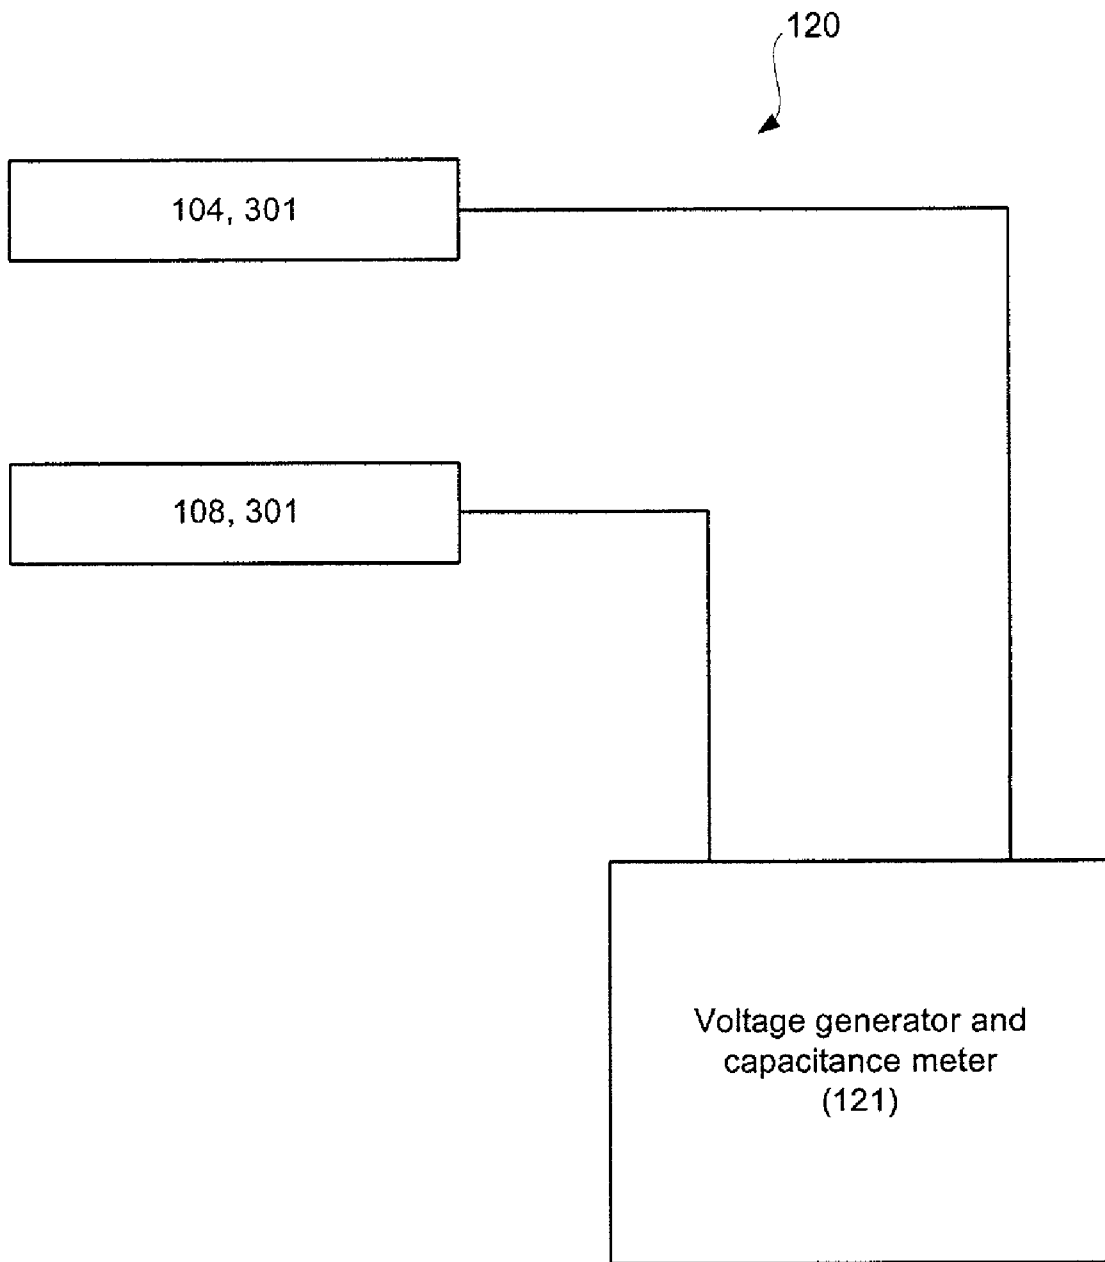 120
104, 301
108, 301
Voltage generator and
capacitance meter
(121)